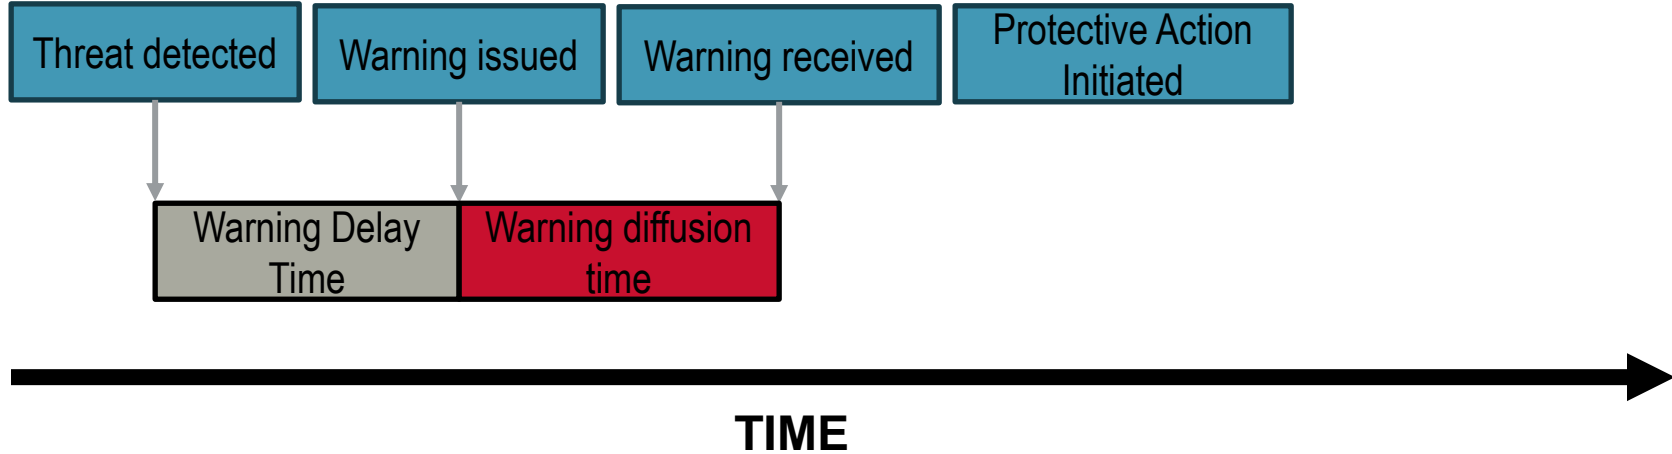 Threat detected
Warning issued
Warning received
Protective Action
Initiated
Warning Delay
Time
Warning diffusion
time
TIME